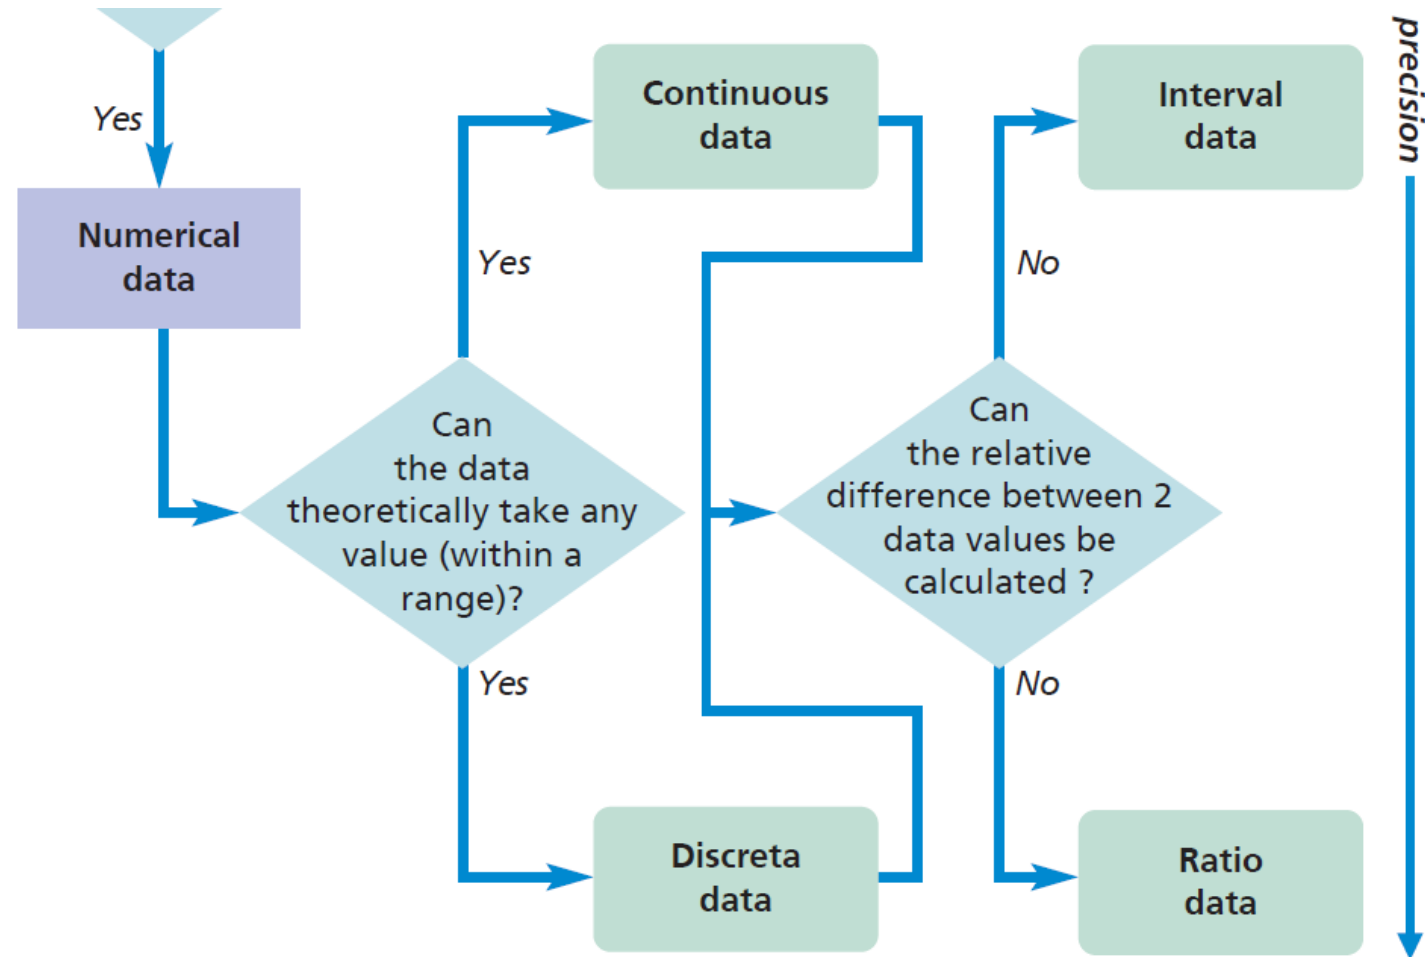 Yes
Numerical
data
Continuous
data
Yes
Can
the data
theoretically take any
value (within a
range)?
Yes
Discreta
data
Interval
data
No
Can
the relative
difference between 2
data values be
calculated ?
No
Ratio
data
precision